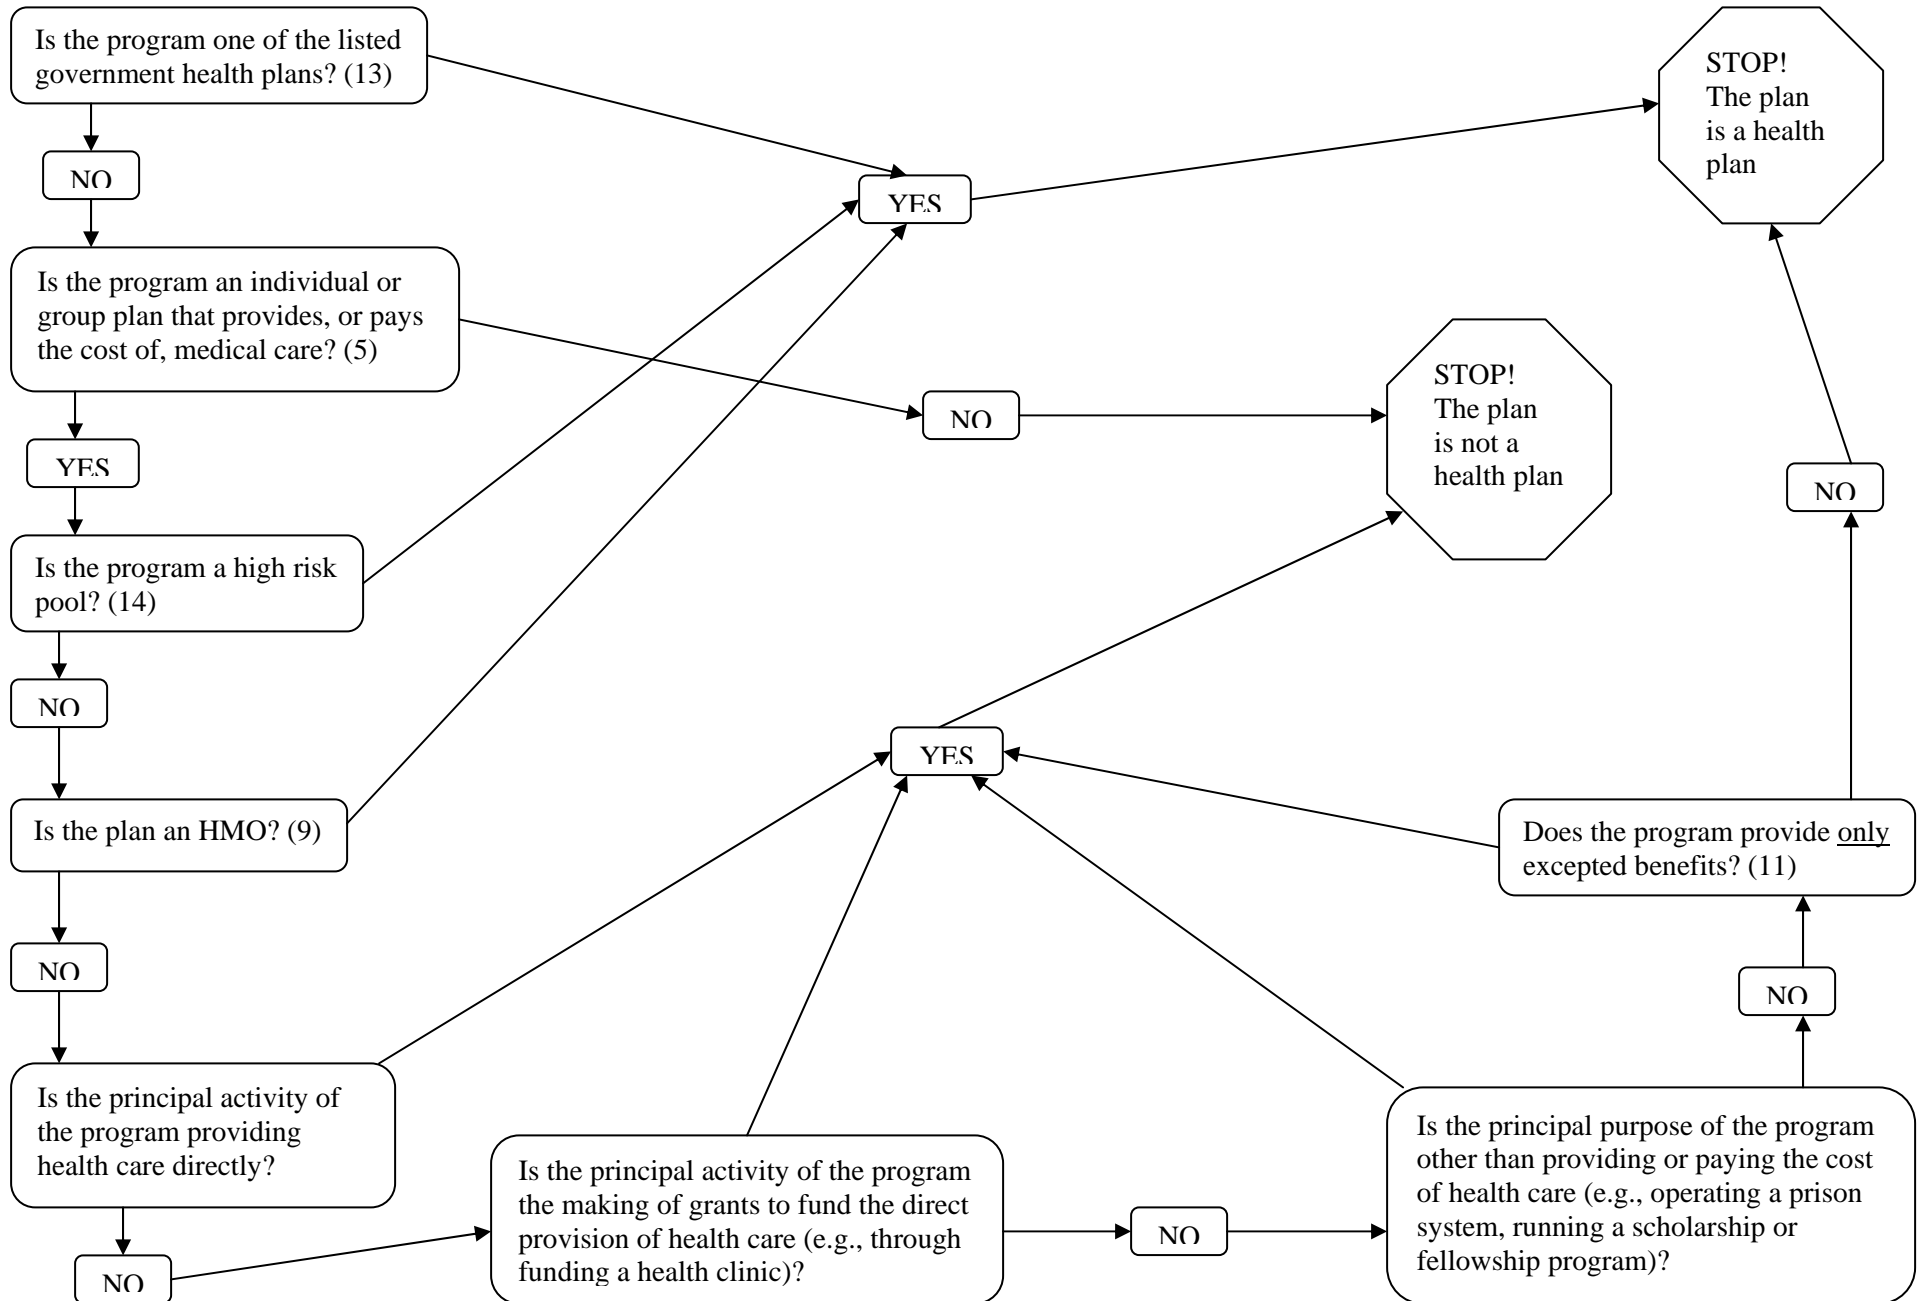 Is the program one of the listed
government health plans? (13)
NO
Is the program an individual or
group plan that provides, or pays
the cost of, medical care? (5)
YES
Is the program a high risk
pool? (14)
NO
Is the plan an HMO? (9)
NO
Is the principal activity of
the program providing
health care directly?
NO
Is the principal activity of the program
the making of grants to fund the direct
provision of health care (e.g., through
funding a health clinic)?
NO
Is the principal purpose of the program
other than providing or paying the cost
of health care (e.g., operating a prison
system, running a scholarship or
fellowship program)?
NO
Does the program provide only
excepted benefits? (11)
NO
YES
YES
NO
STOP!
The plan
is not a
health plan
STOP!
The plan
is a health
plan